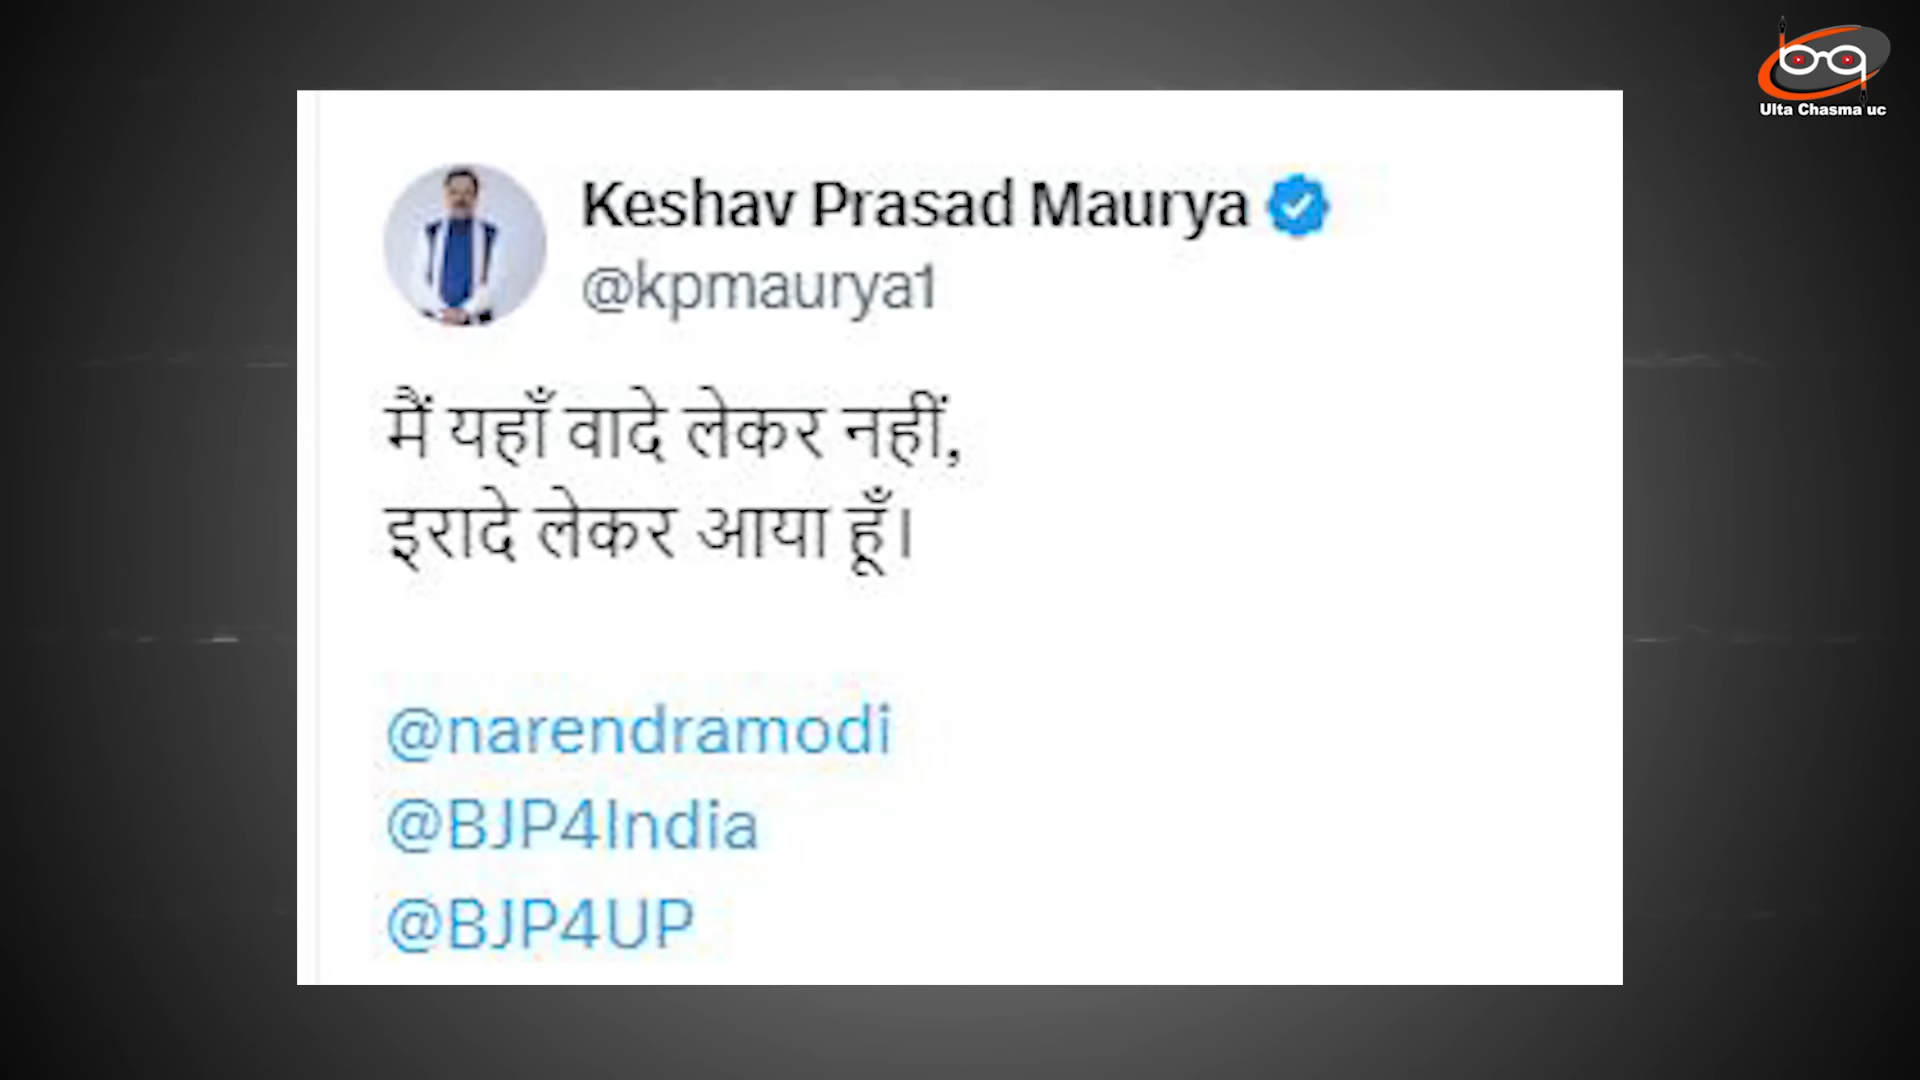 Ulta Chasma uc
Keshav Prasad Maurya
@kpmaurya1
मैं यहाँ वादे लेकर नहीं,
इरादे लेकर आया हूँ।
@narendramodi
@BJP4India
@BJP4UP